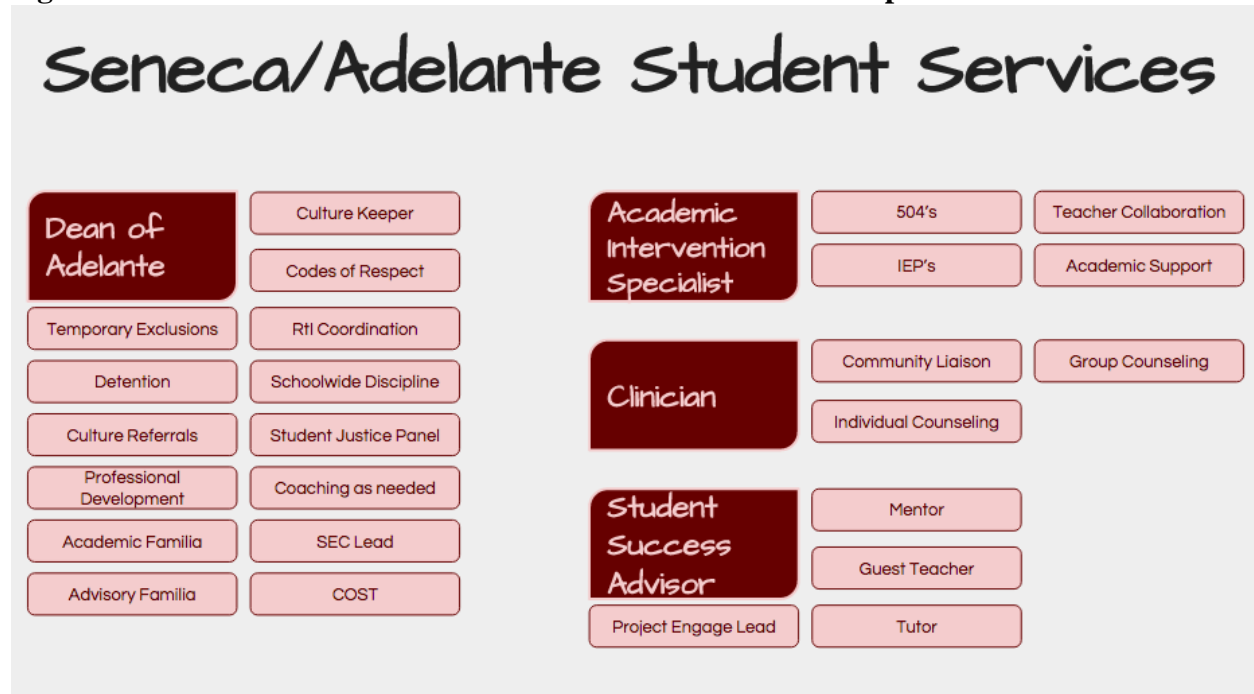 Seneca/Adelante Student Services
Dean of
Adelante
Culture Keeper
Codes of Respect
Temporary Exclusions
RtI Coordination
Detention
Schoolwide Discipline
Culture Referrals
Student Justice Panel
Professional
Development
Coaching as needed
Academic Familia
SEC Lead
Advisory Familia
COST
Academic
Intervention
Specialist
504's
Teacher Collaboration
IEP's
Academic Support
Clinician
Community Liaison
Group Counseling
Individual Counseling
Student
Success
Advisor
Mentor
Guest Teacher
Project Engage Lead
Tutor